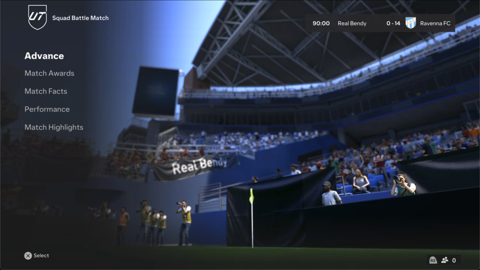 UT Squad Battle Match
90:00 Real Bendy 0 - 14 Ravenna FC
Advance
Match Awards
Match Facts
Performance
Match Highlights
Real Bendy
Select
0